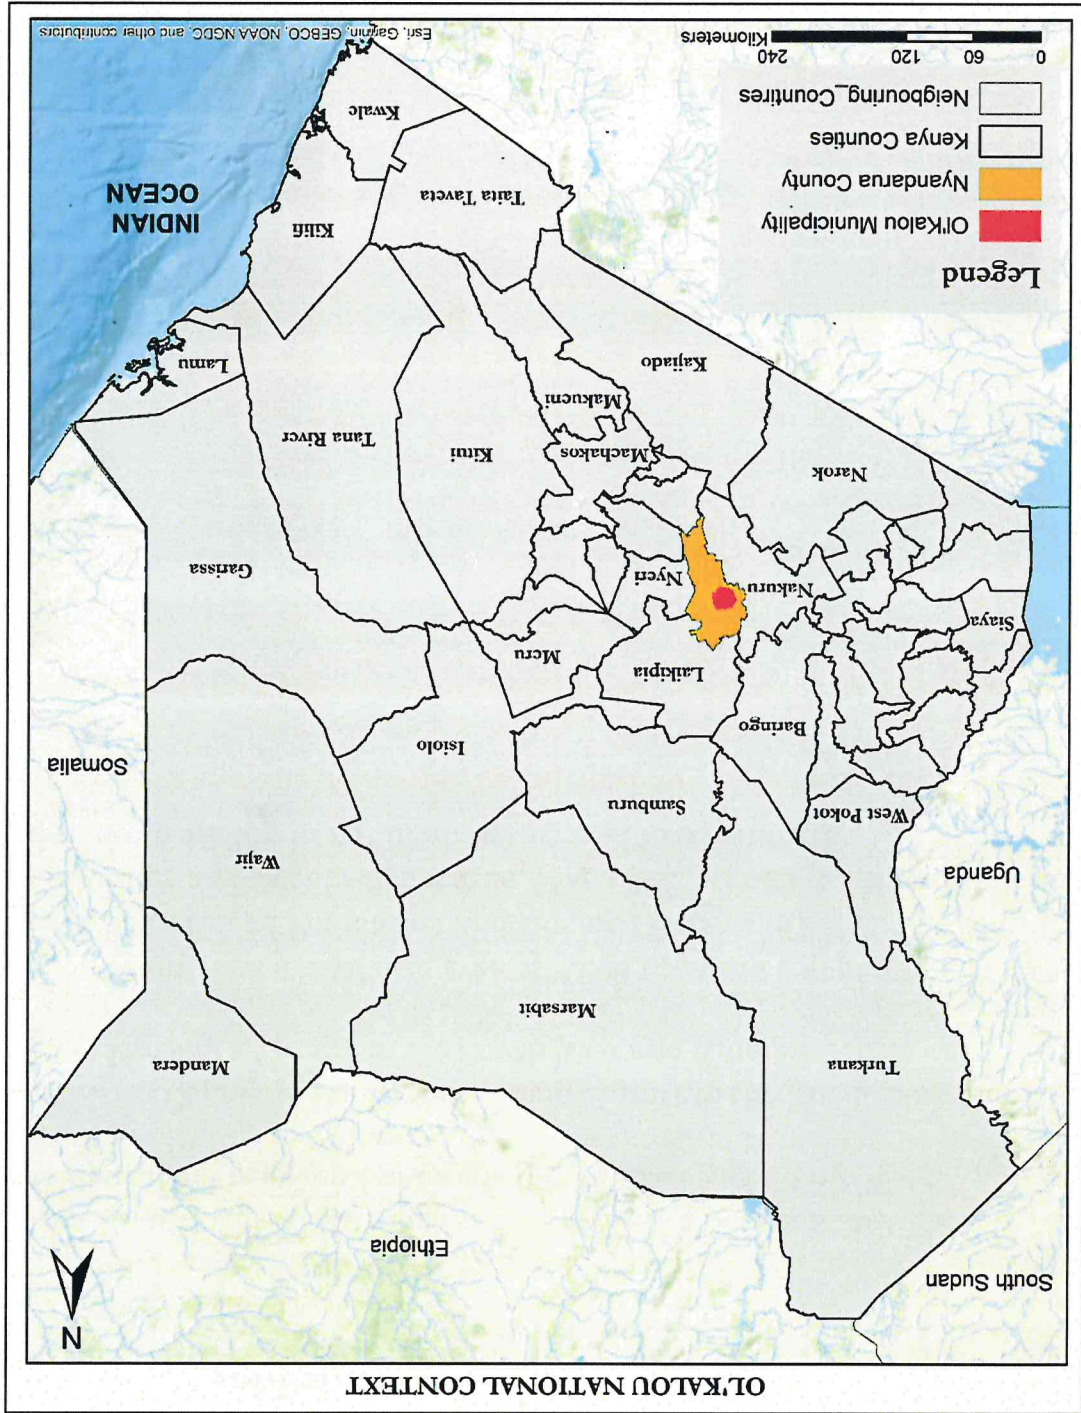 OL'KALOU NATIONAL CONTEXT
N
South Sudan
Ethiopia
Turkana
Mandera
Marsabit
Uganda
Wajir
West Pokot
Samburu
Somalia
Isiolo
Baringo
Laikipia
Meru
Siaya
Nakuru
Nyeri
Garissa
Narok
Machakos
Kitui
Tana River
Makueni
Kajiado
Lamu
Kilifi
INDIAN
OCEAN
Taita Taveta
Kwale
Legend
Ol'Kalou Municipality
Nyandarua County
Kenya Counties
Neigbouring_Countires
0 60 120 240
Kilometers
Esri, Garmin, GEBCO, NOAA NGDC, and other contributors